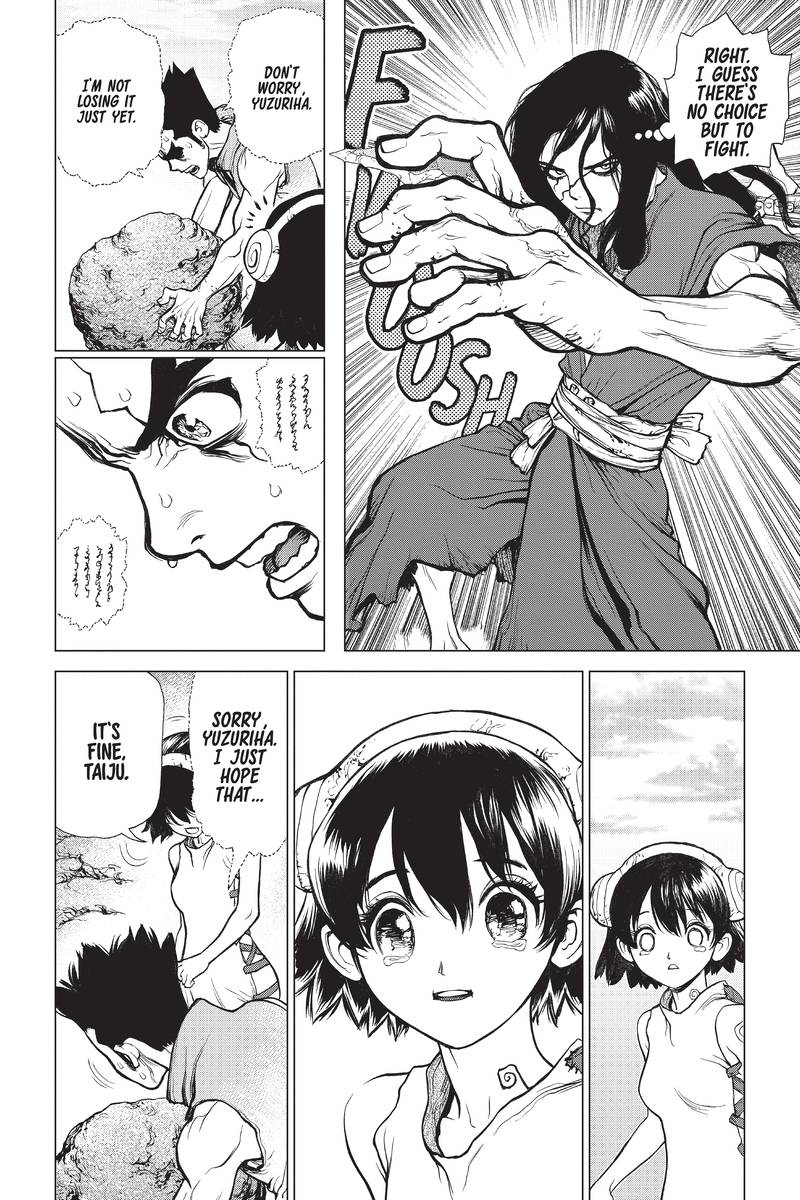 RIGHT.
I GUESS
THERE'S
NO CHOICE
BUT TO
FIGHT.
FWOOOSH
DON'T
WORRY,
YUZURIHA.
I'M NOT
LOSING IT
JUST YET.
SORRY,
YUZURIHA.
I JUST
HOPE
THAT...
IT'S
FINE,
TAIJU.